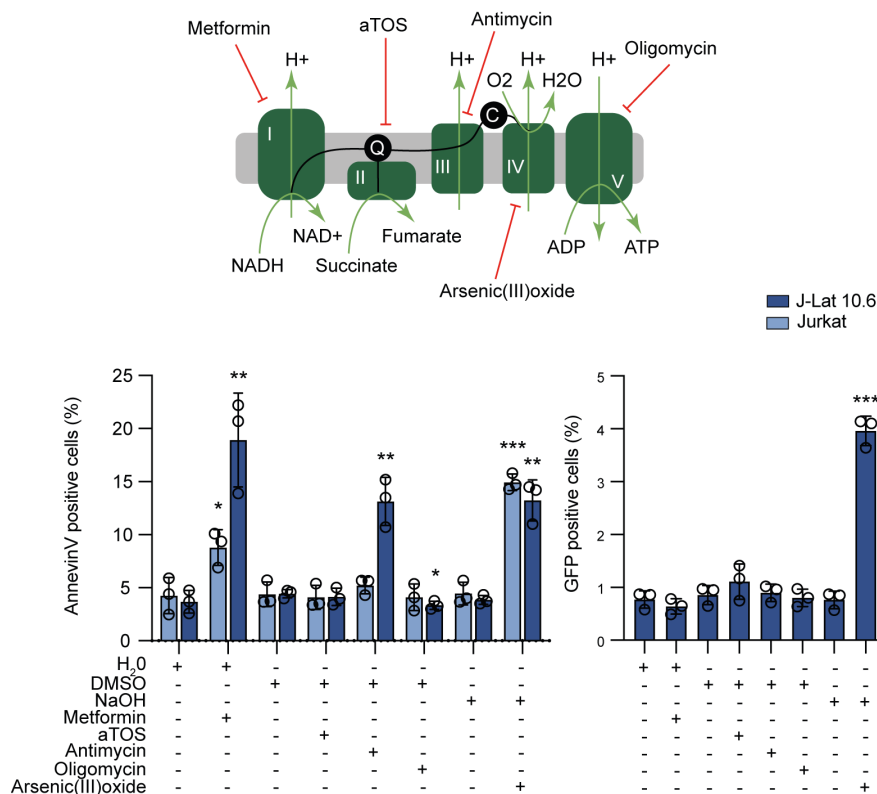 Metformin
aTOS
Antimycin
Oligomycin
H+
H+
H+
H+
O2
H2O
C
Q
I
II
III
IV
V
NAD+
Fumarate
NADH
Succinate
ADP
ATP
Arsenic(III)oxide
J-Lat 10.6
Jurkat
AnnevinV positive cells (%)
25
20
15
10
5
0
* ** ** * *** **
GFP positive cells (%)
5
4
3
2
1
0
***
H20 + + - - - - - - + + - - - - - -
DMSO - - + + + + - - - - + + + + - -
NaOH - - - - - - + + - - - - - - + +
Metformin - + - - - - - - - + - - - - - -
aTOS - - - + - - - - - - - + - - - -
Antimycin - - - - + - - - - - - - + - - -
Oligomycin - - - - - + - - - - - - - + - -
Arsenic(III)oxide - - - - - - - + - - - - - - - +